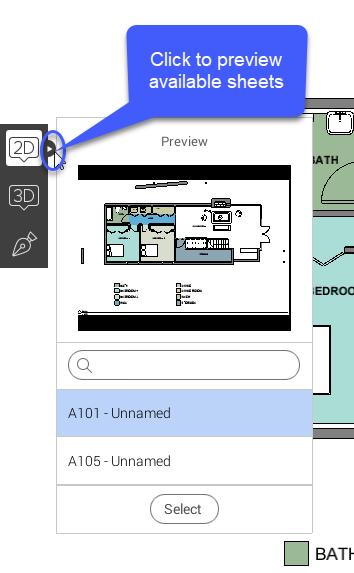 Click to preview
available sheets
2D
Preview
3D
BATH
BEDROO
A101 - Unnamed
A105 - Unnamed
Select
BATH